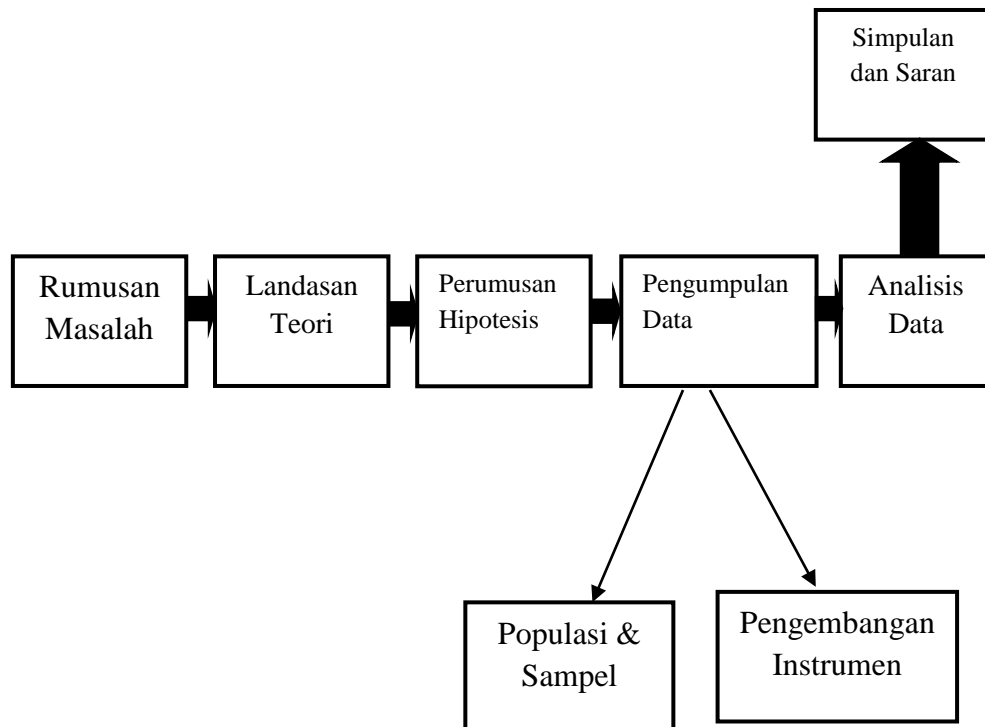 Simpulan
dan Saran
Rumusan
Masalah
Landasan
Teori
Perumusan
Hipotesis
Pengumpulan
Data
Analisis
Data
Populasi &
Sampel
Pengembangan
Instrumen